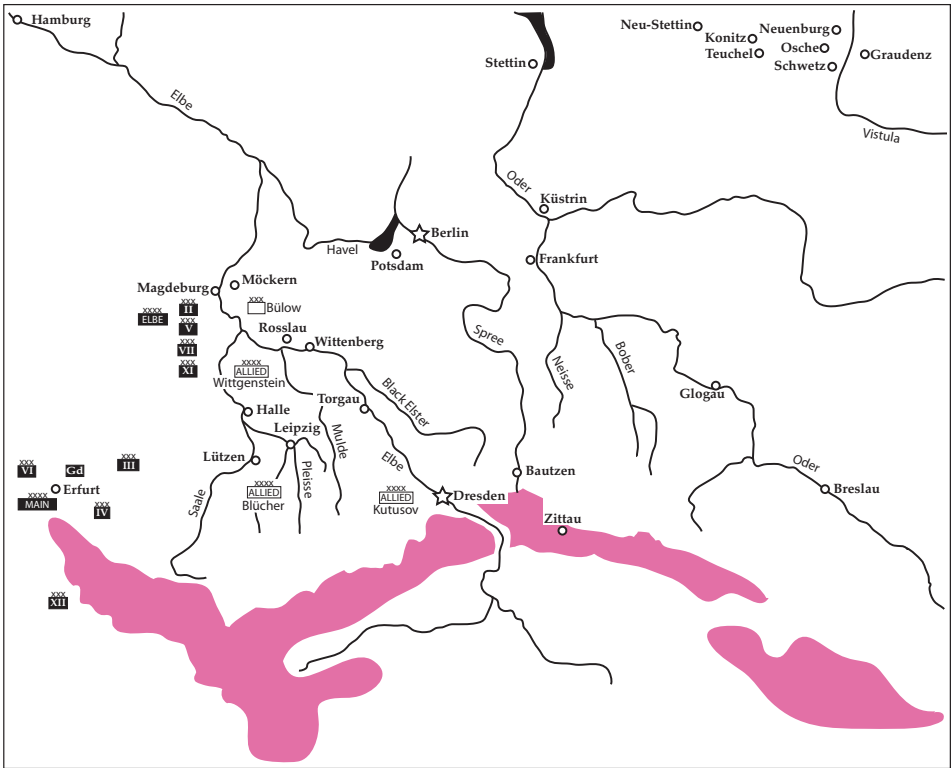 Hamburg
Neu-Stettin
Neuenburg
Konitz
Osche
Teuchel
Graudenz
Schwetz
Stettin
Elbe
Vistula
Oder
Küstrin
Berlin
Havel
Potsdam
Frankfurt
Möckern
Magdeburg
XXX
II
XXX
Bülow
XXXX
ELBE
V
XXX
Rosslau
Wittenberg
Spree
Neisse
Bober
XXX
VII
XXX
XI
XXXX
ALLIED
Wittgenstein
Black Elster
Glogau
Torgau
Halle
Leipzig
Mulde
Lützen
Pleisse
Elbe
Oder
XXX
VI
Gd
XXX
III
Bautzen
Erfurt
XXXX
MAIN
XXX
IV
Saale
XXXX
ALLIED
Blücher
XXXX
ALLIED
Kutusov
Dresden
Breslau
Zittau
XXX
XII